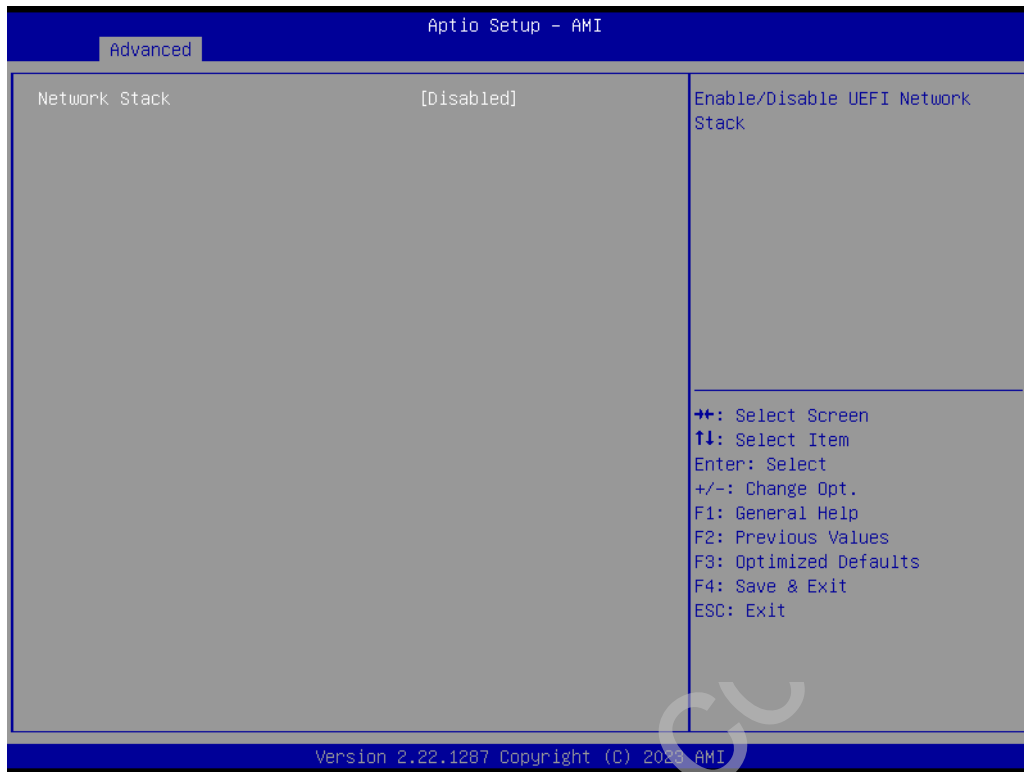 Aptio Setup – AMI
Advanced
Network Stack [Disabled]
Enable/Disable UEFI Network
Stack
→←: Select Screen
↑↓: Select Item
Enter: Select
+/-: Change Opt.
F1: General Help
F2: Previous Values
F3: Optimized Defaults
F4: Save & Exit
ESC: Exit
Version 2.22.1287 Copyright (C) 2023 AMI